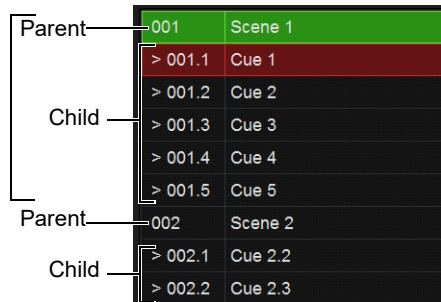 Parent 001 Scene 1
> 001.1 Cue 1
> 001.2 Cue 2
Child > 001.3 Cue 3
> 001.4 Cue 4
> 001.5 Cue 5
Parent 002 Scene 2
> 002.1 Cue 2.2
Child > 002.2 Cue 2.3